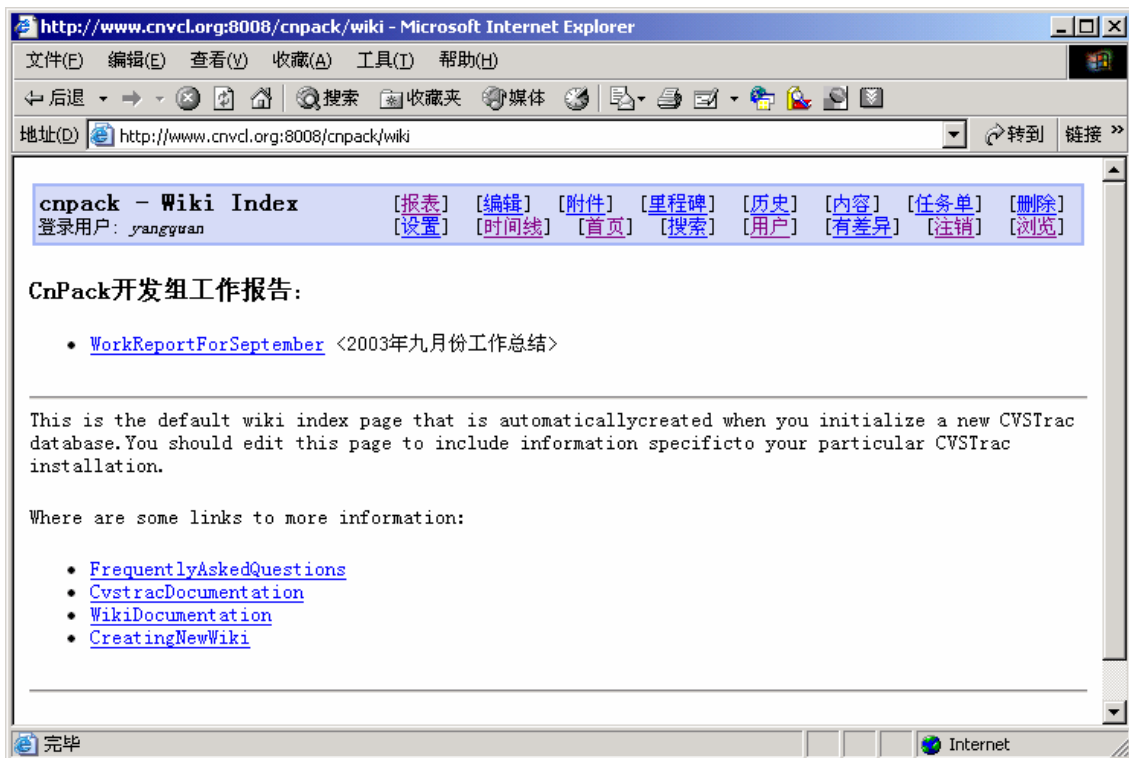 http://www.cnvcl.org:8008/cnpack/wiki - Microsoft Internet Explorer
文件(F) 编辑(E) 查看(V) 收藏(A) 工具(T) 帮助(H)
后退 搜索 收藏夹 媒体
地址(D) http://www.cnvcl.org:8008/cnpack/wiki 转到 链接 »
cnpack - Wiki Index [报表] [编辑] [附件] [里程碑] [历史] [内容] [任务单] [删除]
登录用户: yangquan [设置] [时间线] [首页] [搜索] [用户] [有差异] [注销] [浏览]
CnPack开发组工作报告:
• WorkReportForSeptember <2003年九月份工作总结>
This is the default wiki index page that is automaticallycreated when you initialize a new CVSTrac
database.You should edit this page to include information specificto your particular CVSTrac
installation.
Where are some links to more information:
• FrequentlyAskedQuestions
• CvstracDocumentation
• WikiDocumentation
• CreatingNewWiki
完毕 Internet